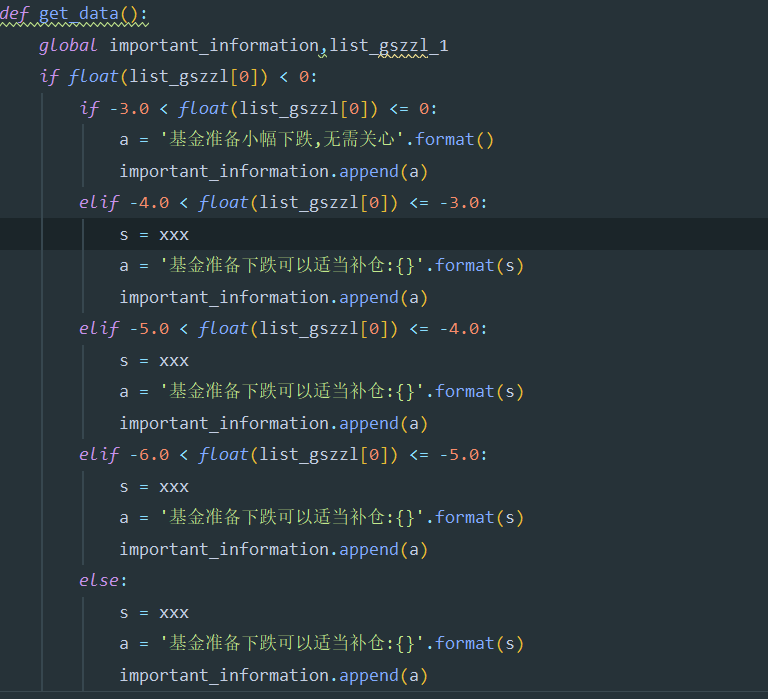 def get_data():
global important_information,list_gszzl_1
if float(list_gszzl[0]) < 0:
if -3.0 < float(list_gszzl[0]) <= 0:
a = '基金准备小幅下跌,无需关心'.format()
important_information.append(a)
elif -4.0 < float(list_gszzl[0]) <= -3.0:
s = xxx
a = '基金准备下跌可以适当补仓:{}'.format(s)
important_information.append(a)
elif -5.0 < float(list_gszzl[0]) <= -4.0:
s = xxx
a = '基金准备下跌可以适当补仓:{}'.format(s)
important_information.append(a)
elif -6.0 < float(list_gszzl[0]) <= -5.0:
s = xxx
a = '基金准备下跌可以适当补仓:{}'.format(s)
important_information.append(a)
else:
s = xxx
a = '基金准备下跌可以适当补仓:{}'.format(s)
important_information.append(a)